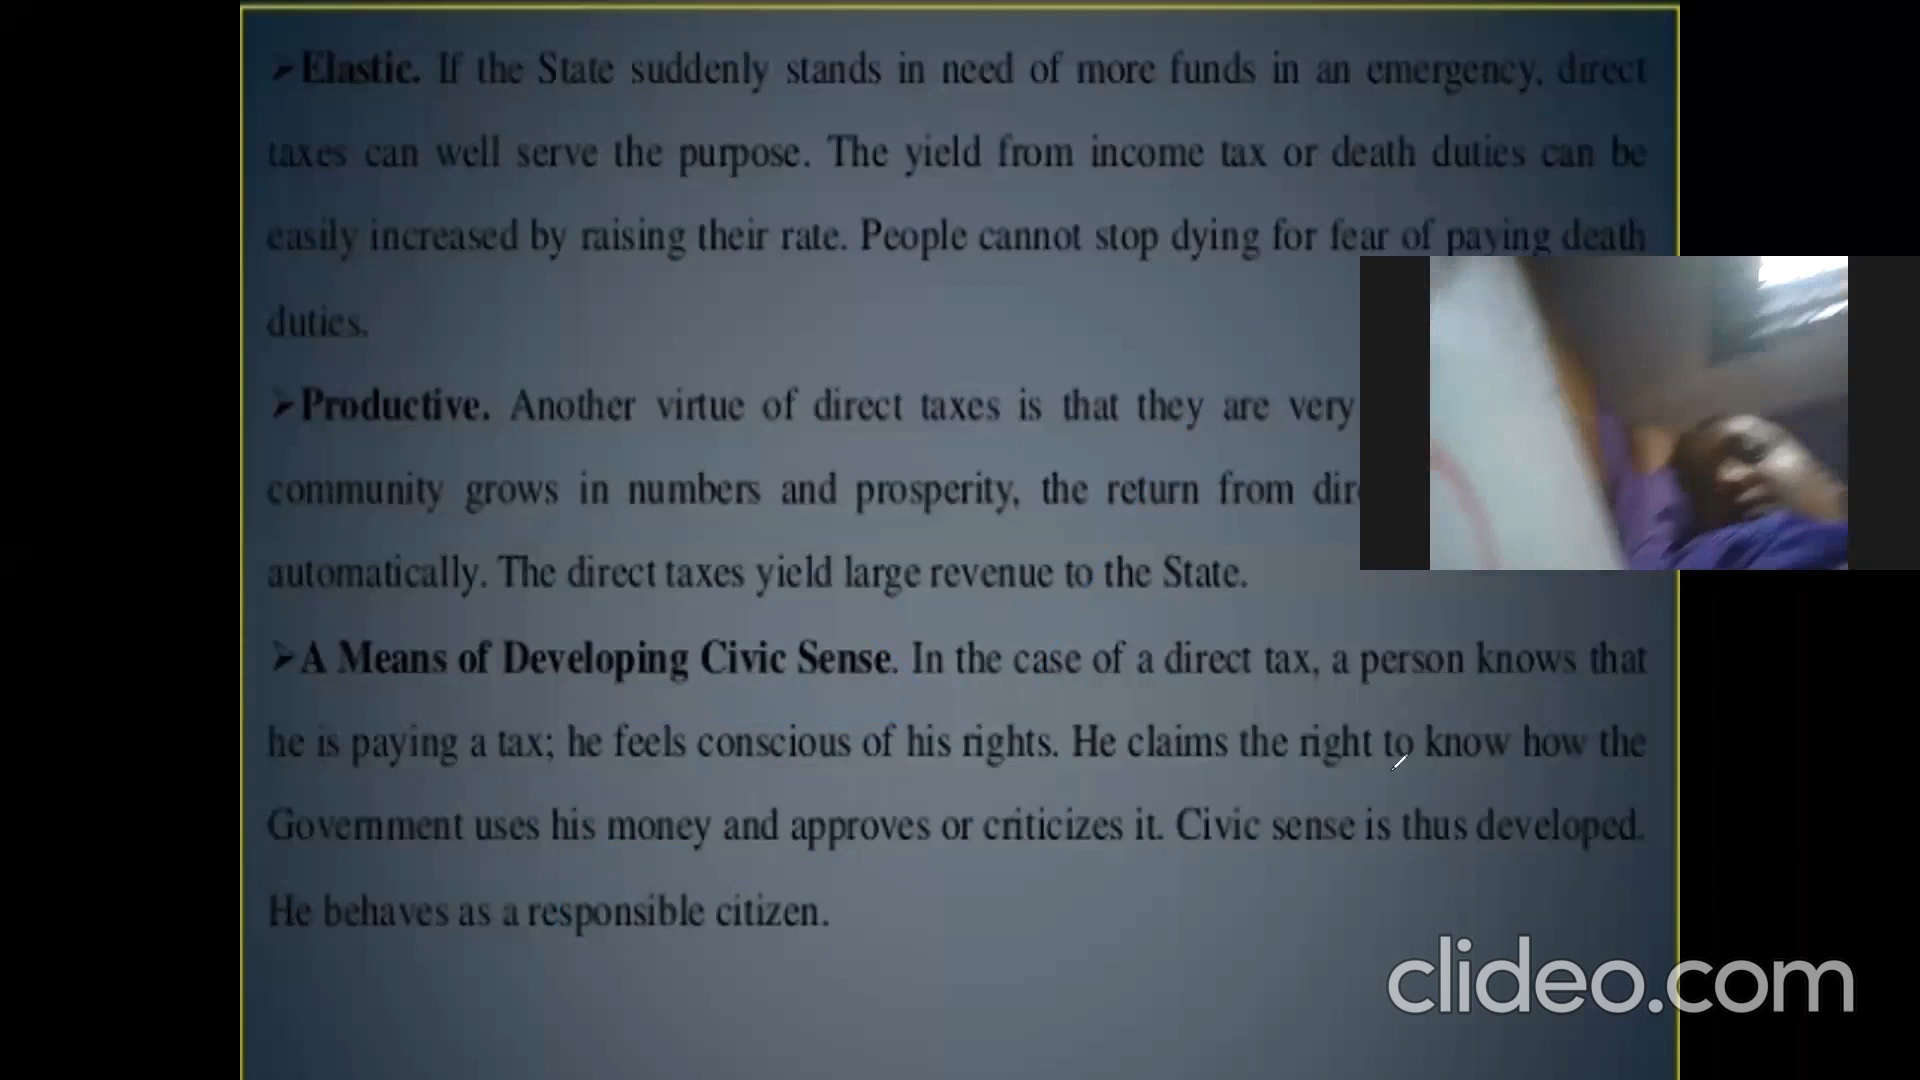 ➢Elastic. If the State suddenly stands in need of more funds in an emergency, direct
taxes can well serve the purpose. The yield from income tax or death duties can be
easily increased by raising their rate. People cannot stop dying for fear of paying death
duties.
➢Productive. Another virtue of direct taxes is that they are very
community grows in numbers and prosperity, the return from
automatically. The direct taxes yield large revenue to the State.
➢A Means of Developing Civic Sense. In the case of a direct tax, a person knows that
he is paying a tax; he feels conscious of his rights. He claims the right to know how the
Government uses his money and approves or criticizes it. Civic sense is thus developed.
He behaves as a responsible citizen.
clideo.com